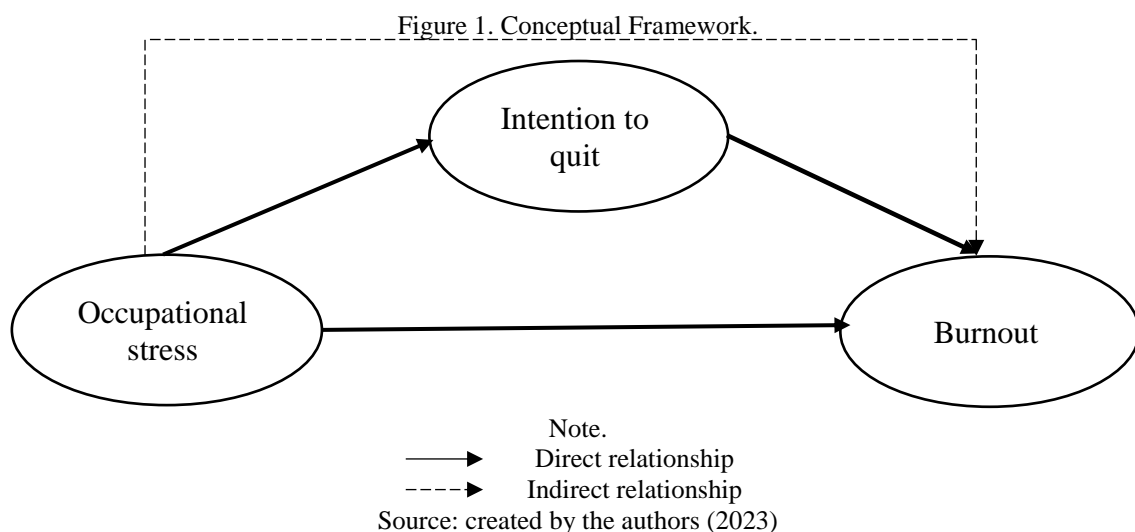 Figure 1. Conceptual Framework.
Intention to
quit
Occupational
stress
Burnout
Note.
Direct relationship
Indirect relationship
Source: created by the authors (2023)